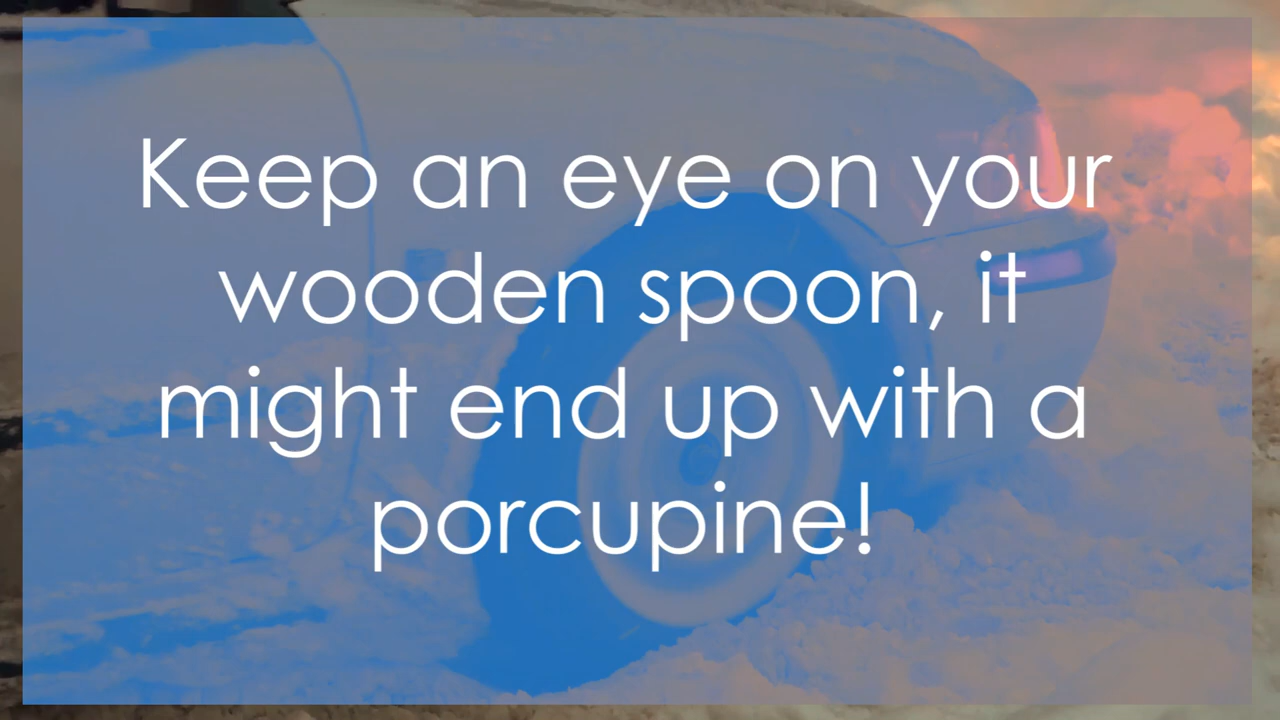 Keep an eye on your
wooden spoon, it
might end up with a
porcupine!